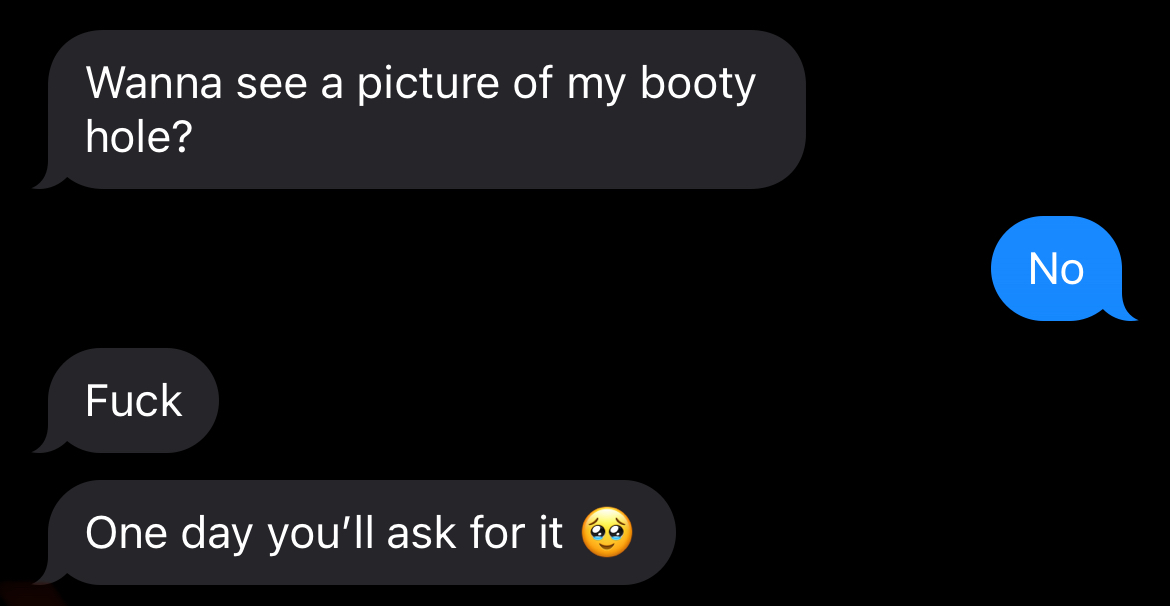 Wanna see a picture of my booty
hole?
No
Fuck
One day you’ll ask for it 🥹